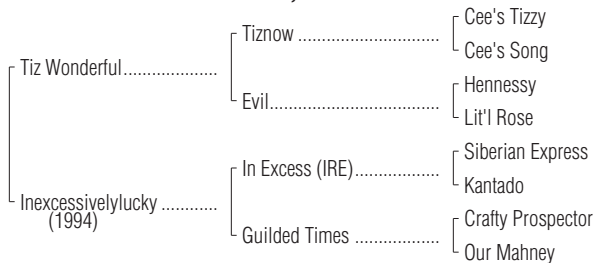 Cee's Tizzy
Tiznow ..............................
Cee's Song
Tiz Wonderful....................
Hennessy
Evil....................................
Lit'l Rose
Siberian Express
In Excess (IRE)..................
Kantado
Inexcessivelylucky ............
(1994)
Crafty Prospector
Guilded Times ..................
Our Mahney